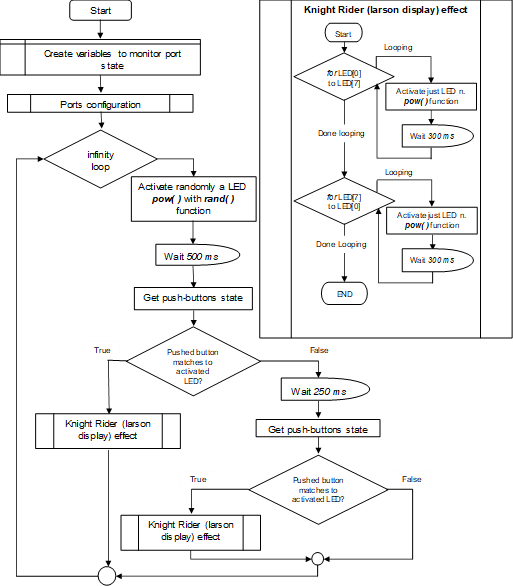 Start
Create variables to monitor port
state
Ports configuration
infinity
loop
Activate randomly a LED
pow( ) with rand( )
function
Wait 500 ms
Get push-buttons state
Pushed button
matches to
activated
LED?
True
False
Knight Rider (larson
display) effect
Wait 250 ms
Get push-buttons state
Pushed button
matches to
activated LED?
True
False
Knight Rider (larson
display) effect
Knight Rider (larson display) effect
Start
for LED[0]
to LED[7]
Looping
Activate just LED n.
pow( ) function
Wait 300 ms
Done looping
for LED[7]
to LED[0]
Looping
Activate just LED n.
pow( ) function
Wait 300 ms
Done Looping
END